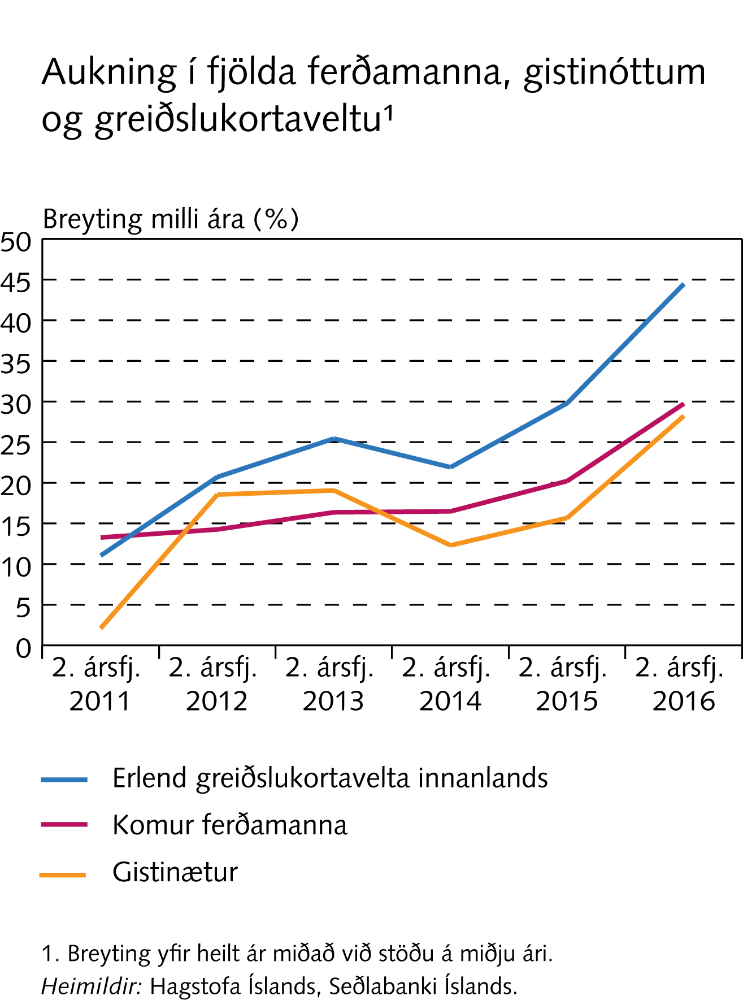 Aukning í fjölda ferðamanna, gistinóttum
og greiðslukortaveltu¹
Breyting milli ára (%)
50
45
40
35
30
25
20
15
10
5
0
2. ársfj. 2. ársfj. 2. ársfj. 2. ársfj. 2. ársfj. 2. ársfj.
2011 2012 2013 2014 2015 2016
Erlend greiðslukortavelta innanlands
Komur ferðamanna
Gistinætur
1. Breyting yfir heilt ár miðað við stöðu á miðju ári.
Heimildir: Hagstofa Íslands, Seðlabanki Íslands.